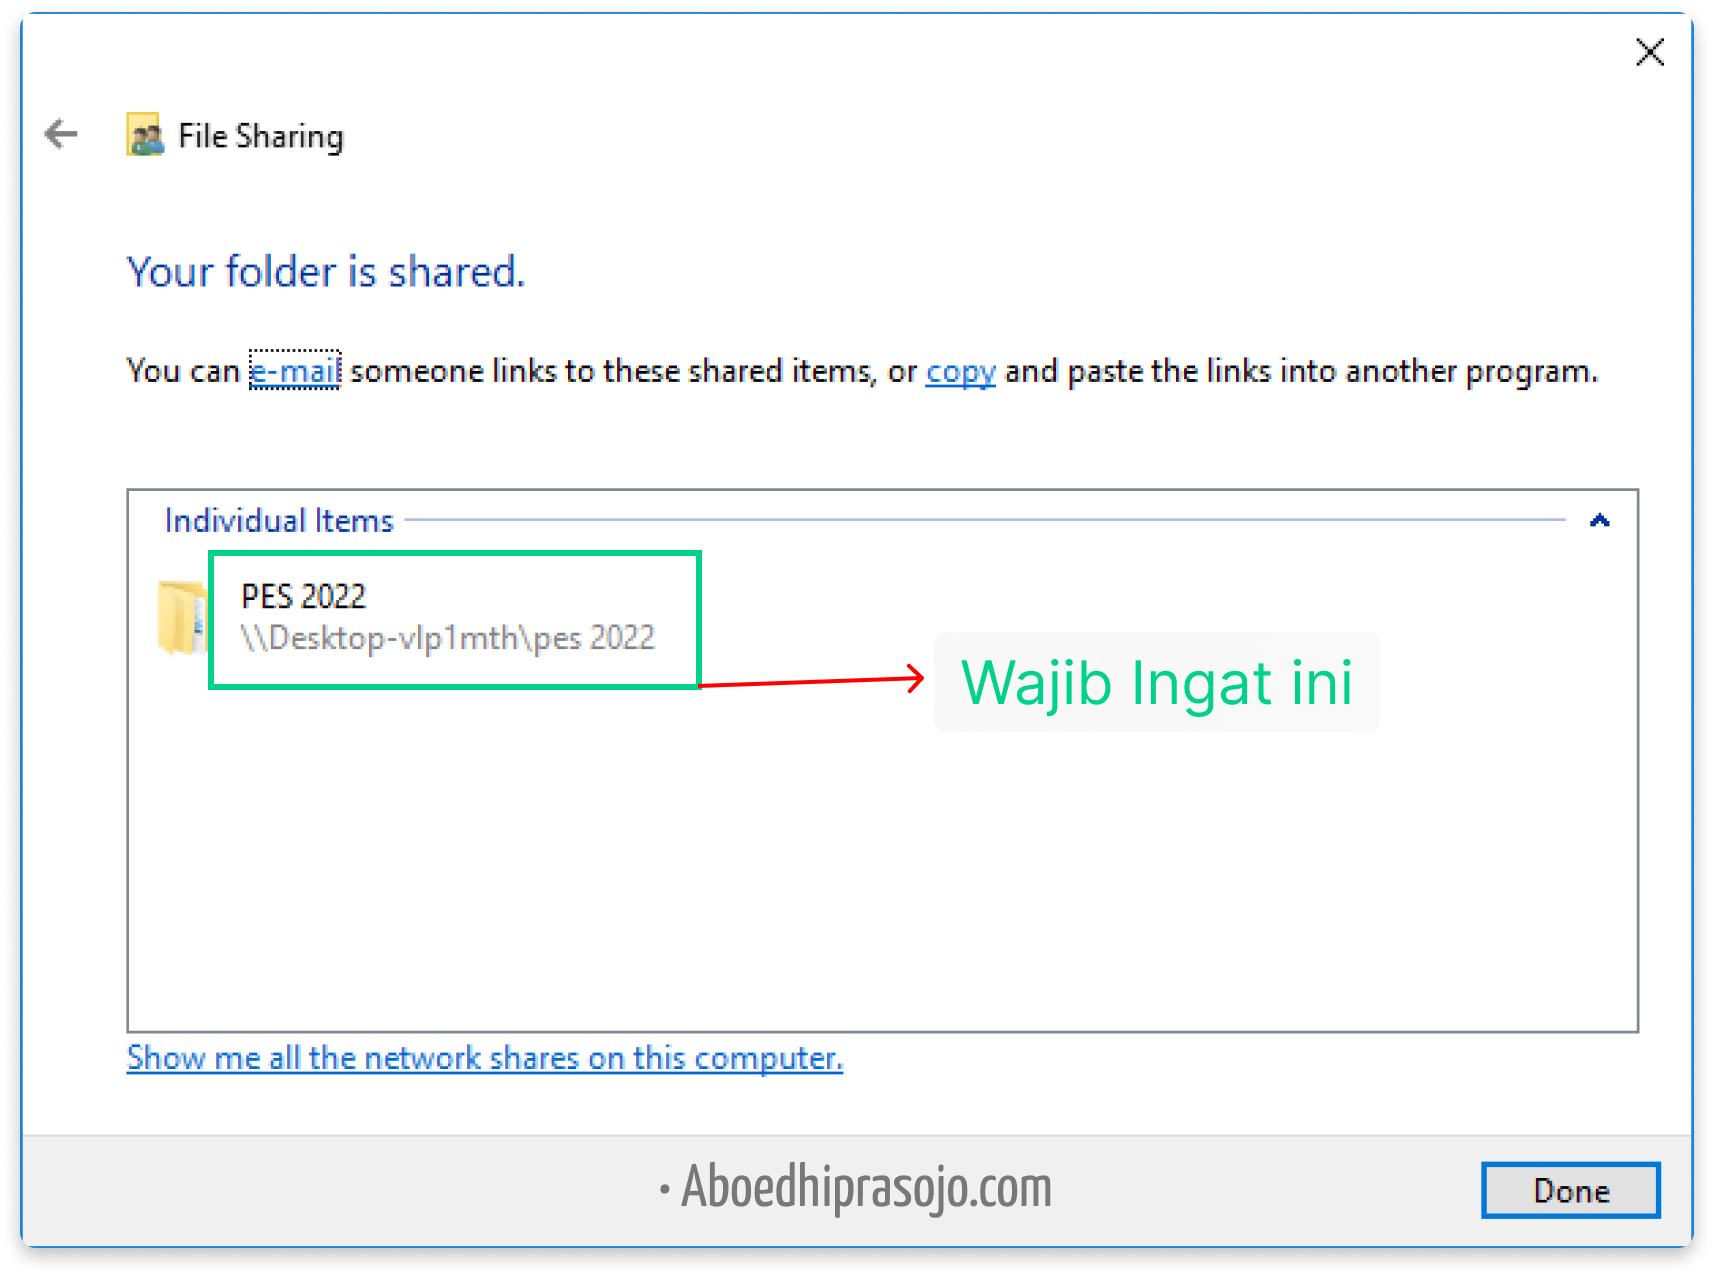 File Sharing
Your folder is shared.
You can e-mail someone links to these shared items, or copy and paste the links into another program.
Individual Items
PES 2022
\\Desktop-vlp1mth\pes 2022
Wajib Ingat ini
Show me all the network shares on this computer.
• Aboedhiprasojo.com
Done